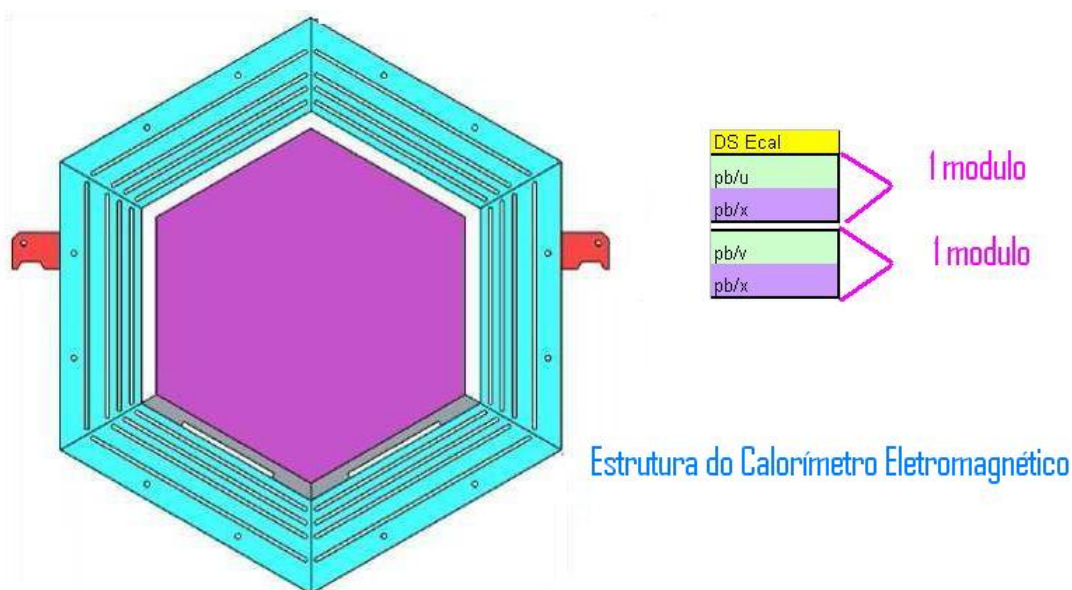 DS Ecal
pb/u
pb/x
1 modulo
pb/v
pb/x
1 modulo
Estrutura do Calorímetro Eletromagnético